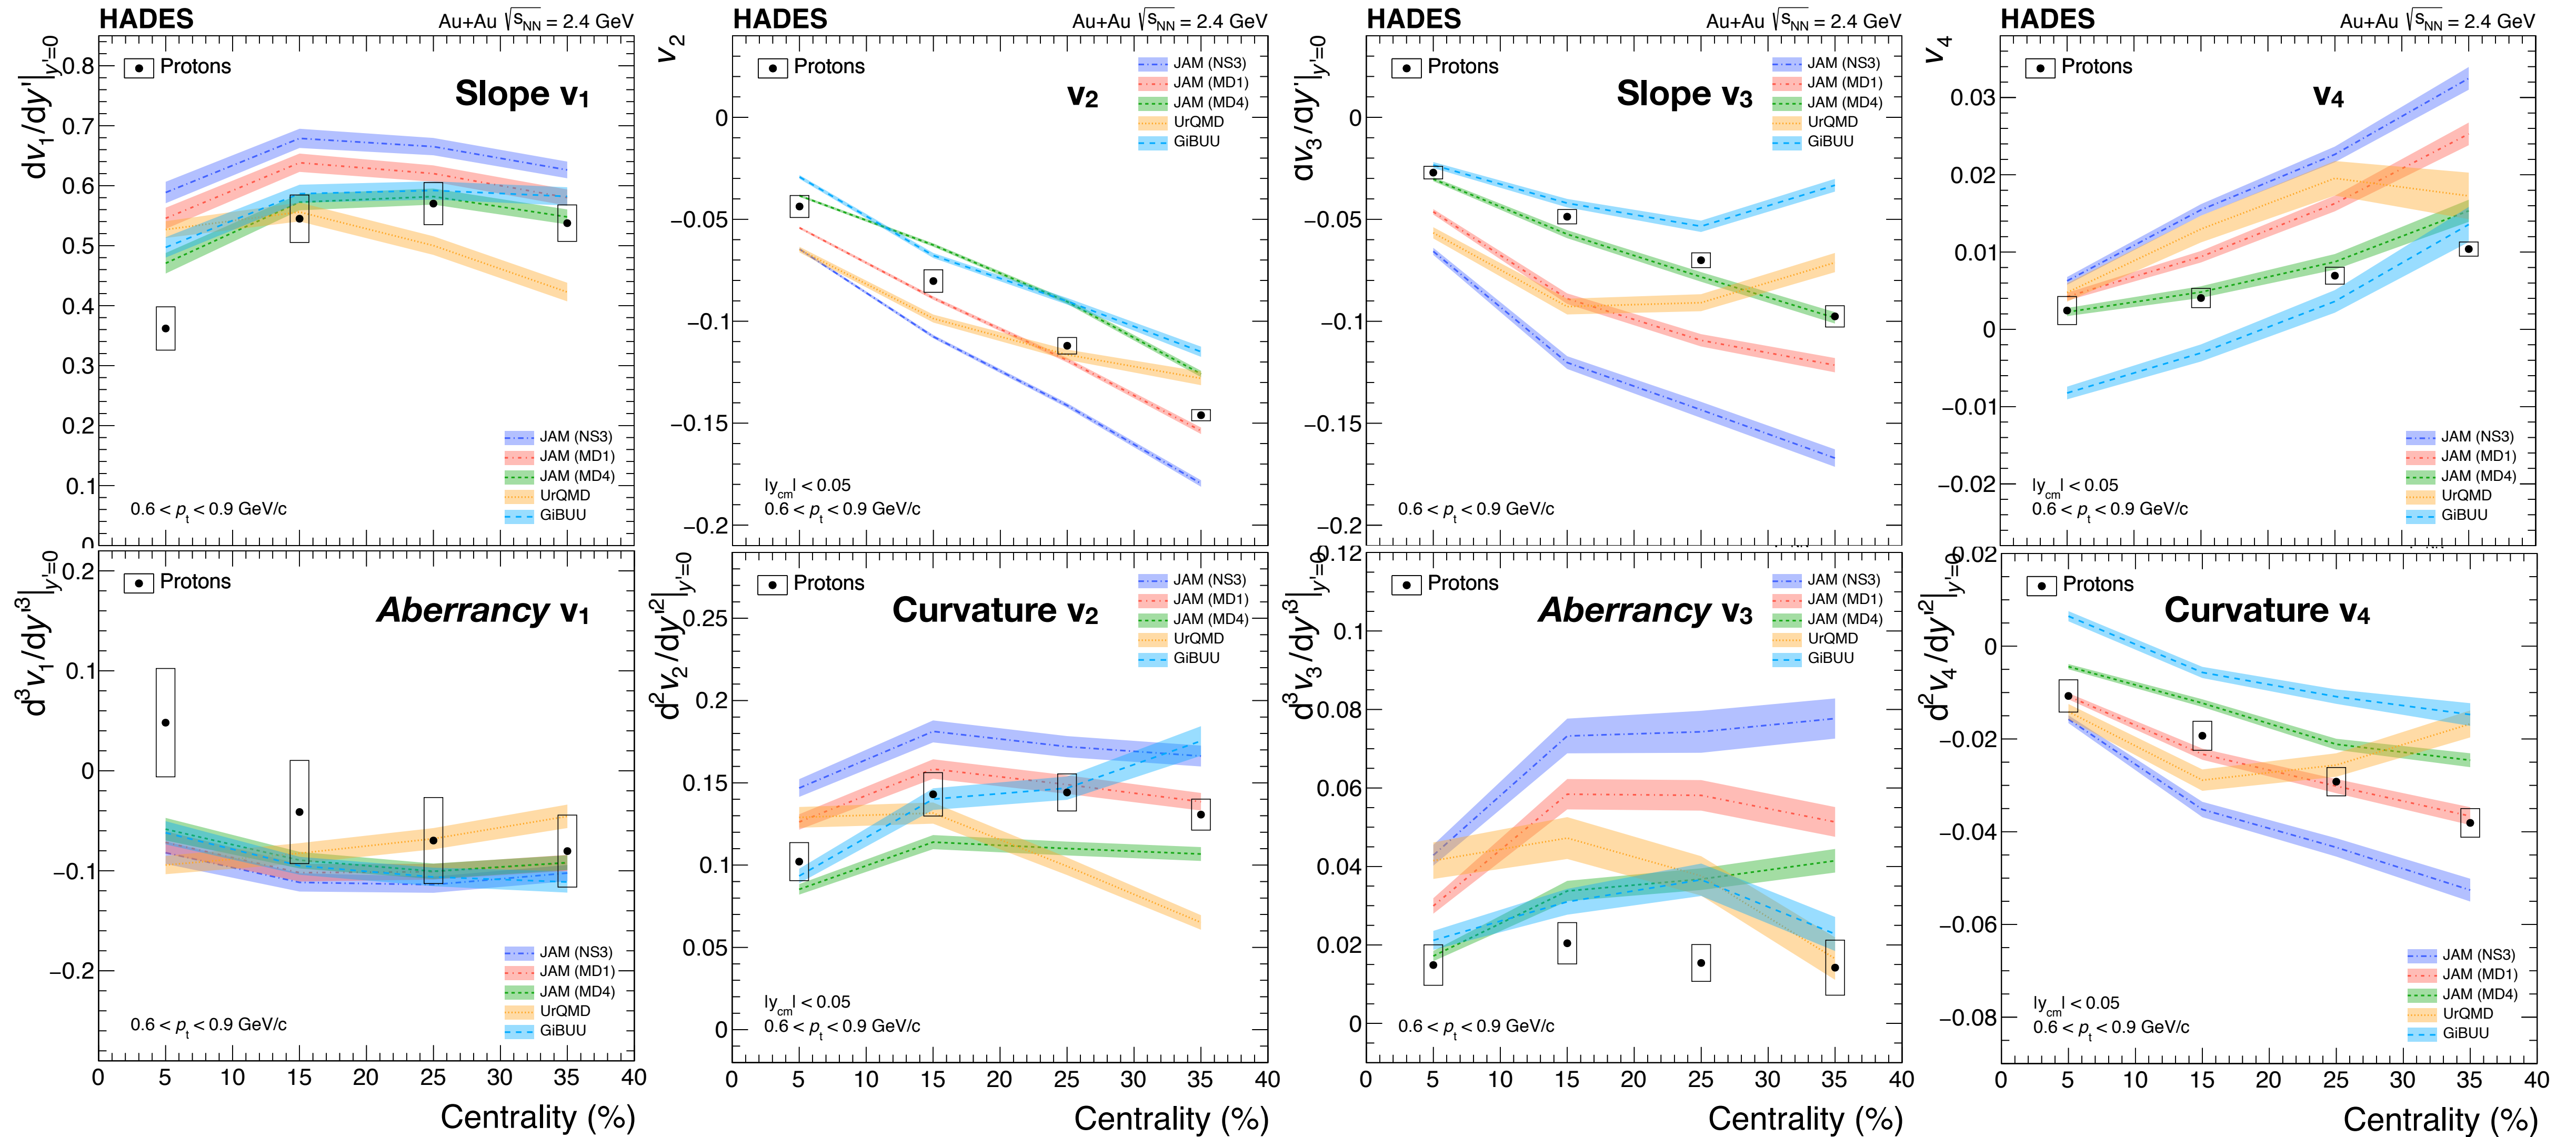 HADES Au+Au √sNN = 2.4 GeV
dv1/dy'|y'=0
Protons
Slope v1
0.8
0.7
0.6
0.5
0.4
0.3
0.2
0.1
0
JAM (NS3)
JAM (MD1)
JAM (MD4)
UrQMD
GiBUU
0.6 < pt < 0.9 GeV/c
HADES Au+Au √sNN = 2.4 GeV
v2
Protons
v2
JAM (NS3)
JAM (MD1)
JAM (MD4)
UrQMD
GiBUU
0
−0.05
−0.1
−0.15
−0.2
|ycm| < 0.05
0.6 < pt < 0.9 GeV/c
HADES Au+Au √sNN = 2.4 GeV
dv3/dy'|y'=0
Protons
Slope v3
JAM (NS3)
JAM (MD1)
JAM (MD4)
UrQMD
GiBUU
0
−0.05
−0.1
−0.15
−0.2
0.6 < pt < 0.9 GeV/c
HADES Au+Au √sNN = 2.4 GeV
v4
Protons
v4
0.03
0.02
0.01
0
−0.01
−0.02
JAM (NS3)
JAM (MD1)
JAM (MD4)
UrQMD
GiBUU
|ycm| < 0.05
0.6 < pt < 0.9 GeV/c
d³v1/dy'³|y'=0
Protons
Aberrancy v1
0.2
0.1
0
−0.1
−0.2
JAM (NS3)
JAM (MD1)
JAM (MD4)
UrQMD
GiBUU
0.6 < pt < 0.9 GeV/c
0 5 10 15 20 25 30 35 40
Centrality (%)
d²v2/dy'²|y'=0
Protons
Curvature v2
JAM (NS3)
JAM (MD1)
JAM (MD4)
UrQMD
GiBUU
0.25
0.2
0.15
0.1
0.05
0
|ycm| < 0.05
0.6 < pt < 0.9 GeV/c
0 5 10 15 20 25 30 35 40
Centrality (%)
d³v3/dy'³|y'=0
Protons
Aberrancy v3
JAM (NS3)
JAM (MD1)
JAM (MD4)
UrQMD
GiBUU
0.12
0.1
0.08
0.06
0.04
0.02
0
0.6 < pt < 0.9 GeV/c
0 5 10 15 20 25 30 35 40
Centrality (%)
d²v4/dy'²|y'=0
Protons
Curvature v4
0.02
0
−0.02
−0.04
−0.06
−0.08
JAM (NS3)
JAM (MD1)
JAM (MD4)
UrQMD
GiBUU
|ycm| < 0.05
0.6 < pt < 0.9 GeV/c
0 5 10 15 20 25 30 35 40
Centrality (%)